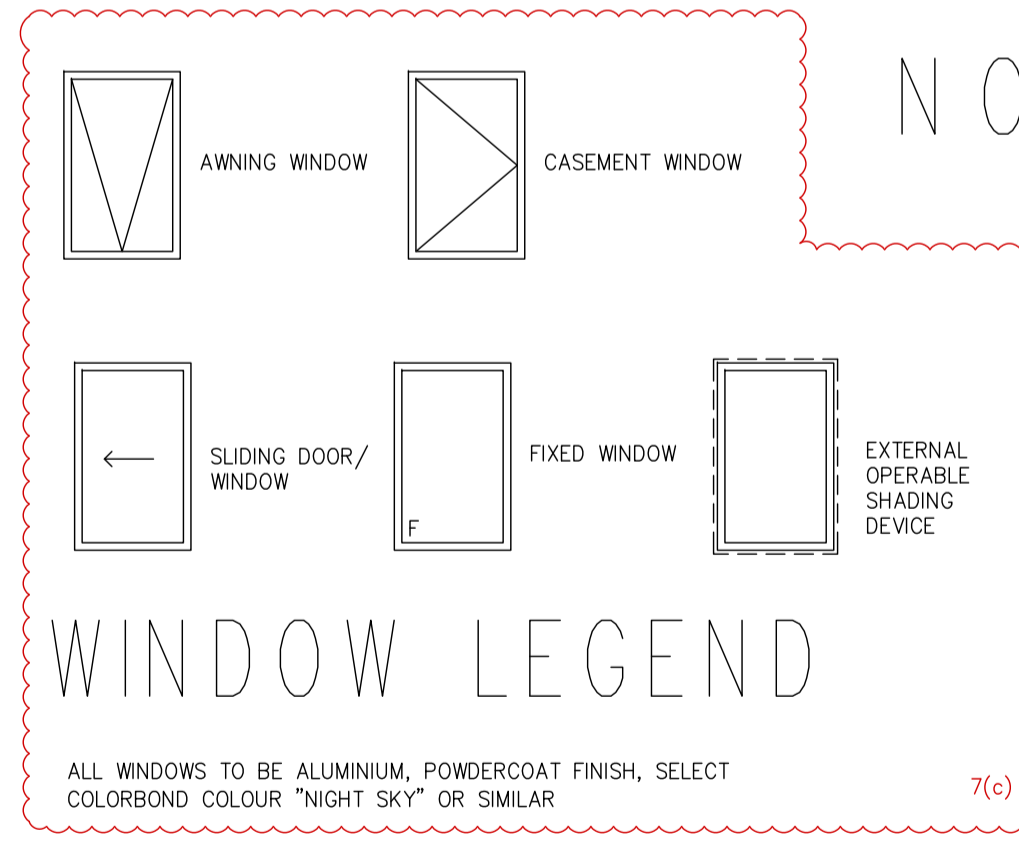 N O
AWNING WINDOW
CASEMENT WINDOW
SLIDING DOOR/
WINDOW
F
FIXED WINDOW
EXTERNAL
OPERABLE
SHADING
DEVICE
WINDOW LEGEND
ALL WINDOWS TO BE ALUMINIUM, POWDERCOAT FINISH, SELECT
COLORBOND COLOUR "NIGHT SKY" OR SIMILAR
7(c)